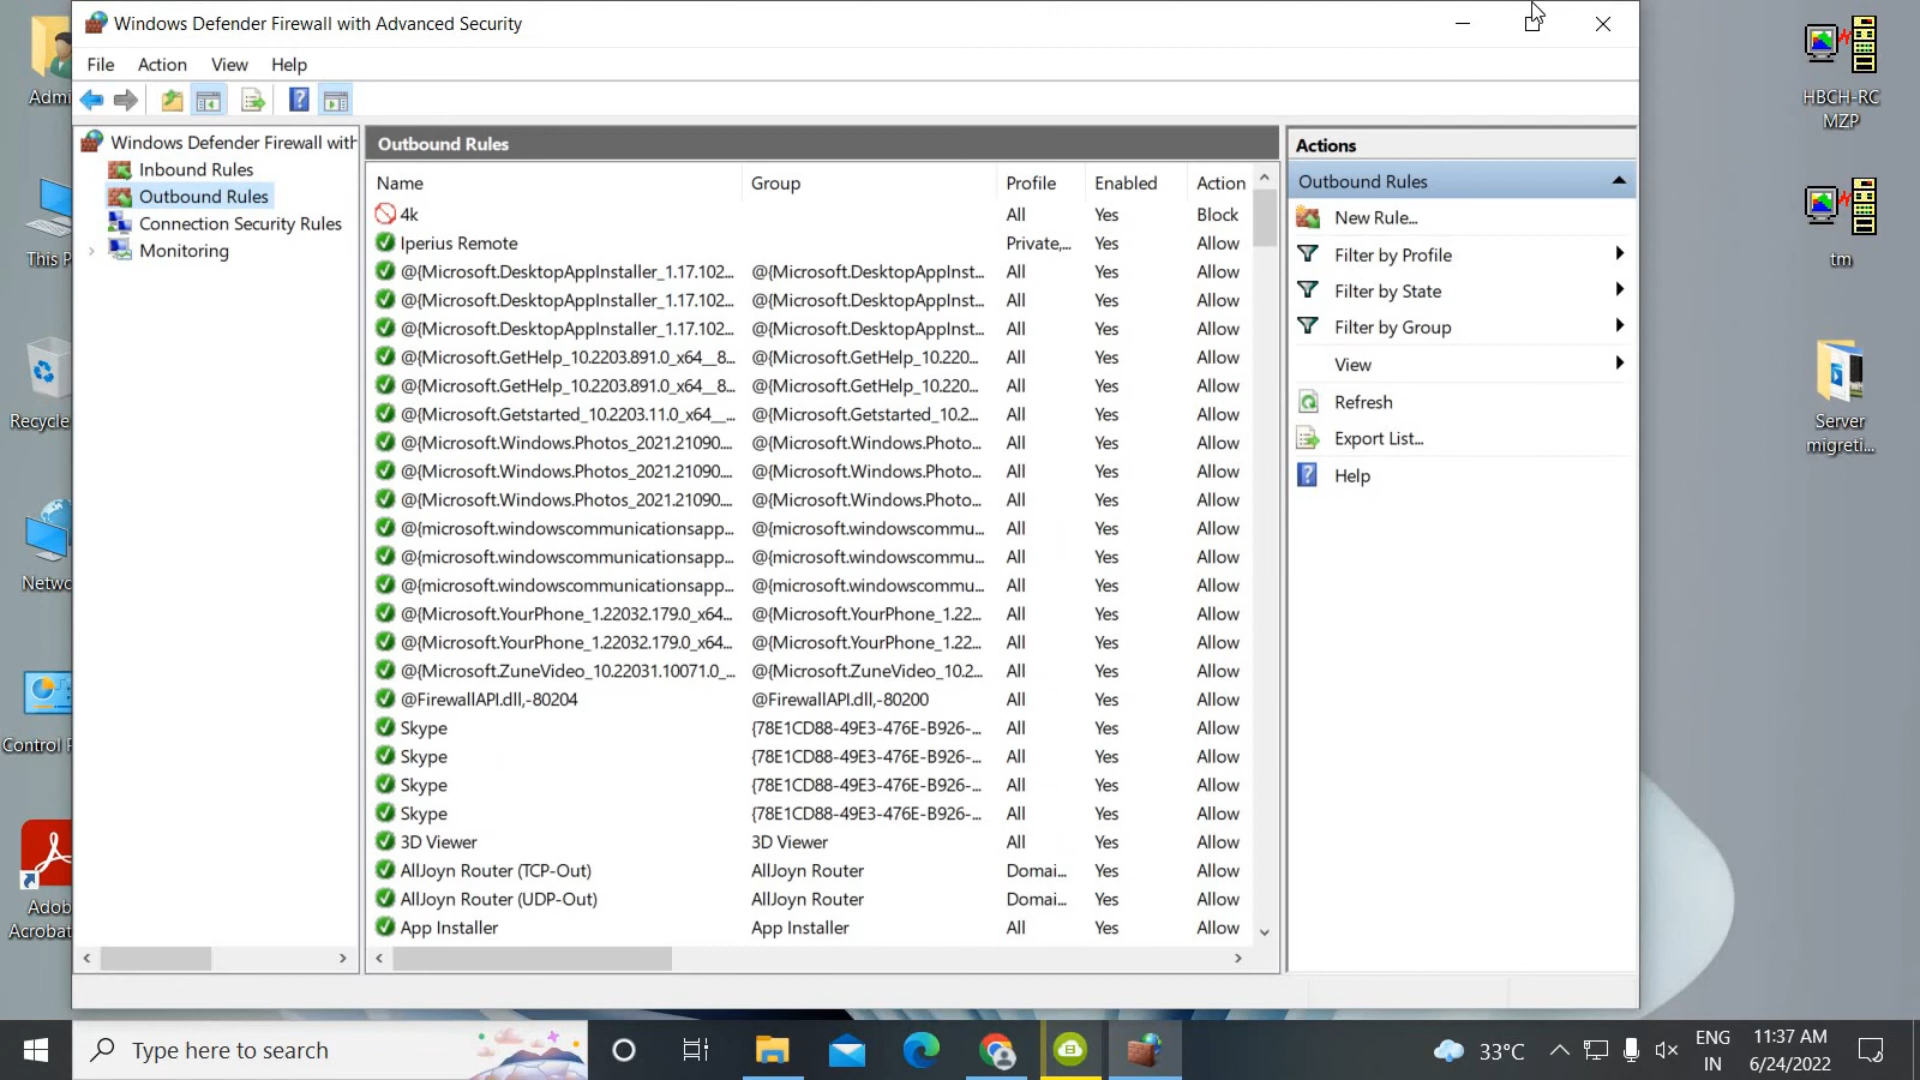 Windows Defender Firewall with Advanced Security
File Action View Help
Windows Defender Firewall with
Inbound Rules
Outbound Rules
Connection Security Rules
Monitoring
Outbound Rules
Name Group Profile Enabled Action
4k All Yes Block
Iperius Remote Private,... Yes Allow
@{Microsoft.DesktopAppInstaller_1.17.102... @{Microsoft.DesktopAppInst... All Yes Allow
@{Microsoft.DesktopAppInstaller_1.17.102... @{Microsoft.DesktopAppInst... All Yes Allow
@{Microsoft.DesktopAppInstaller_1.17.102... @{Microsoft.DesktopAppInst... All Yes Allow
@{Microsoft.GetHelp_10.2203.891.0_x64__8... @{Microsoft.GetHelp_10.220... All Yes Allow
@{Microsoft.GetHelp_10.2203.891.0_x64__8... @{Microsoft.GetHelp_10.220... All Yes Allow
@{Microsoft.Getstarted_10.2203.11.0_x64__... @{Microsoft.Getstarted_10.2... All Yes Allow
@{Microsoft.Windows.Photos_2021.21090.... @{Microsoft.Windows.Photo... All Yes Allow
@{Microsoft.Windows.Photos_2021.21090.... @{Microsoft.Windows.Photo... All Yes Allow
@{Microsoft.Windows.Photos_2021.21090.... @{Microsoft.Windows.Photo... All Yes Allow
@{microsoft.windowscommunicationsapp... @{microsoft.windowscommu... All Yes Allow
@{microsoft.windowscommunicationsapp... @{microsoft.windowscommu... All Yes Allow
@{microsoft.windowscommunicationsapp... @{microsoft.windowscommu... All Yes Allow
@{Microsoft.YourPhone_1.22032.179.0_x64... @{Microsoft.YourPhone_1.22... All Yes Allow
@{Microsoft.YourPhone_1.22032.179.0_x64... @{Microsoft.YourPhone_1.22... All Yes Allow
@{Microsoft.ZuneVideo_10.22031.10071.0_... @{Microsoft.ZuneVideo_10.2... All Yes Allow
@FirewallAPI.dll,-80204 @FirewallAPI.dll,-80200 All Yes Allow
Skype {78E1CD88-49E3-476E-B926-... All Yes Allow
Skype {78E1CD88-49E3-476E-B926-... All Yes Allow
Skype {78E1CD88-49E3-476E-B926-... All Yes Allow
Skype {78E1CD88-49E3-476E-B926-... All Yes Allow
3D Viewer 3D Viewer All Yes Allow
AllJoyn Router (TCP-Out) AllJoyn Router Domai... Yes Allow
AllJoyn Router (UDP-Out) AllJoyn Router Domai... Yes Allow
App Installer App Installer All Yes Allow
Actions
Outbound Rules
New Rule...
Filter by Profile
Filter by State
Filter by Group
View
Refresh
Export List...
Help
Admi
This P
Recycle
Netwo
Control P
Adob
Acrobat
HBCH-RC
MZP
tm
Server
migreti...
Type here to search
33°C
ENG
IN
11:37 AM
6/24/2022